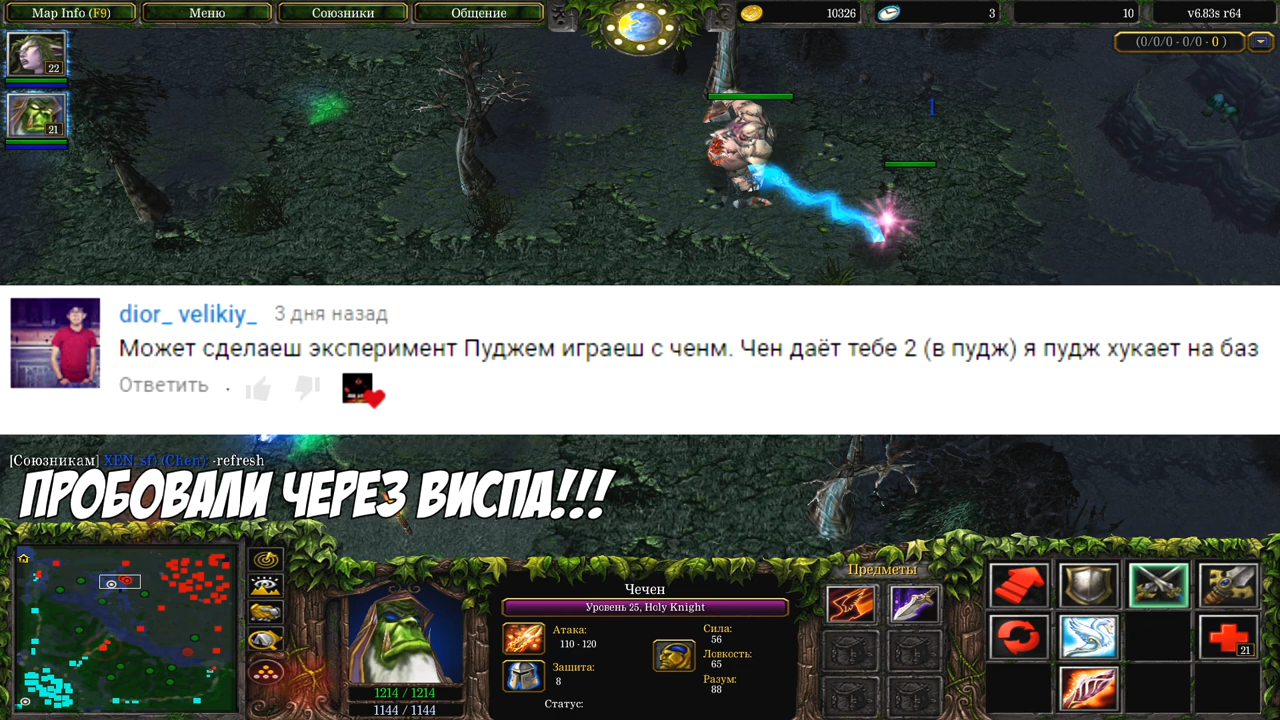 Map Info (F9) Меню Союзники Общение 10326 3 10 v6.83s r64
(0/0/0 - 0/0 - 0 )
22
21
1
dior_ velikiy_ 3 дня назад
Может сделаеш эксперимент Пуджем играеш с ченм. Чен даёт тебе 2 (в пудж) я пудж хукает на баз
Ответить
[Союзникам] XEN_sf) (Chen) -refresh
ПРОБОВАЛИ ЧЕРЕЗ ВИСПА!!!
Предметы
Чечен
Уровень 25, Holy Knight
Атака:
110 - 120
Защита:
8
Сила:
56
Ловкость:
65
Разум:
88
Статус:
1214 / 1214
1144 / 1144
21